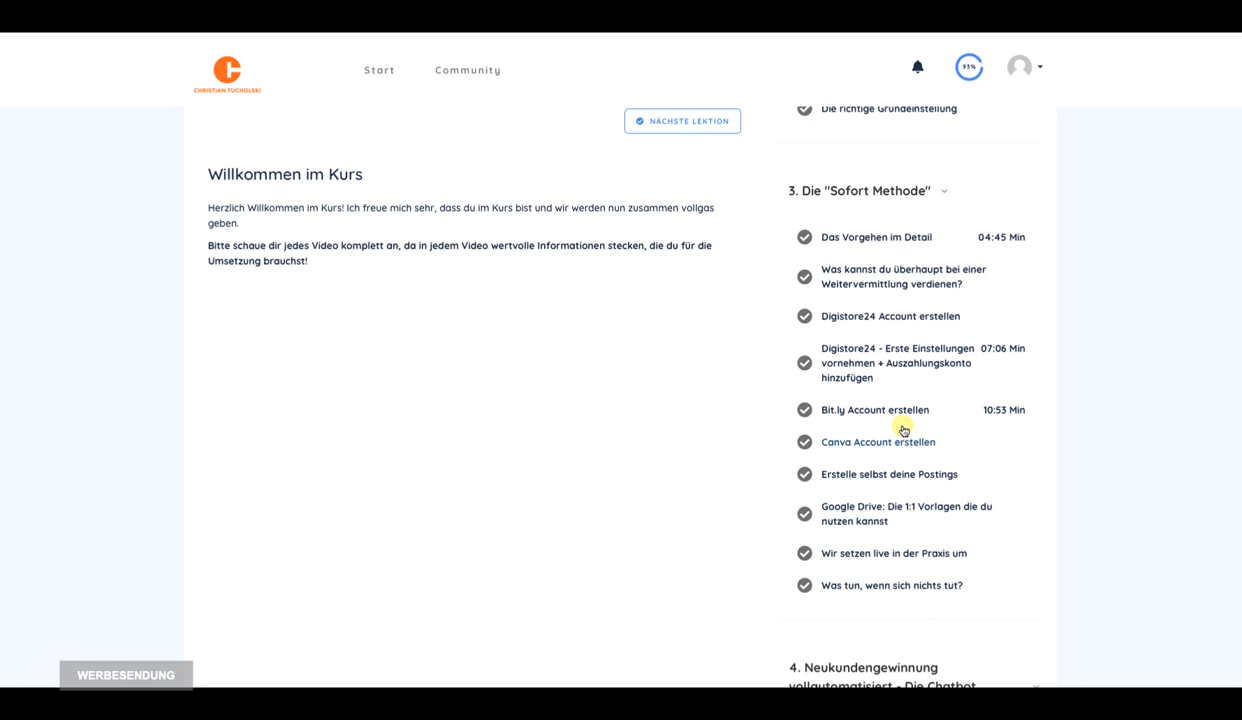 CHRISTIAN TUCHOLSKI
Start
Community
93%
NÄCHSTE LEKTION
Willkommen im Kurs
Herzlich Willkommen im Kurs! Ich freue mich sehr, dass du im Kurs bist und wir werden nun zusammen vollgas
geben.
Bitte schaue dir jedes Video komplett an, da in jedem Video wertvolle Informationen stecken, die du für die
Umsetzung brauchst!
Die richtige Grundeinstellung
3. Die "Sofort Methode"
Das Vorgehen im Detail 04:45 Min
Was kannst du überhaupt bei einer
Weitervermittlung verdienen?
Digistore24 Account erstellen
Digistore24 - Erste Einstellungen 07:06 Min
vornehmen + Auszahlungskonto
hinzufügen
Bit.ly Account erstellen 10:53 Min
Canva Account erstellen
Erstelle selbst deine Postings
Google Drive: Die 1:1 Vorlagen die du
nutzen kannst
Wir setzen live in der Praxis um
Was tun, wenn sich nichts tut?
4. Neukundengewinnung
vollautomatisiert - Die Chatbot
WERBESENDUNG